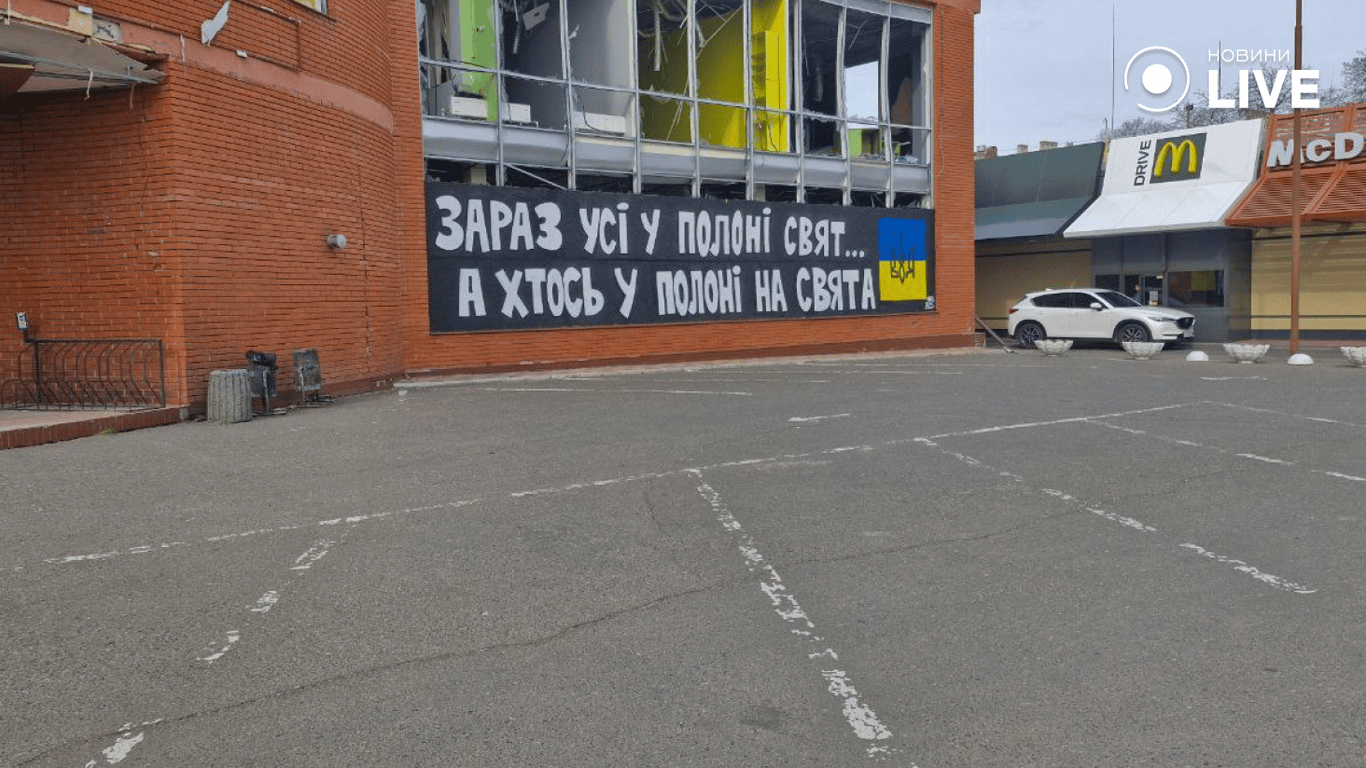 НОВИНИ
LIVE
ЗАРАЗ УСІ У ПОЛОНІ СВЯТ...
А ХТОСЬ У ПОЛОНІ НА СВЯТА
DRIVE
McD